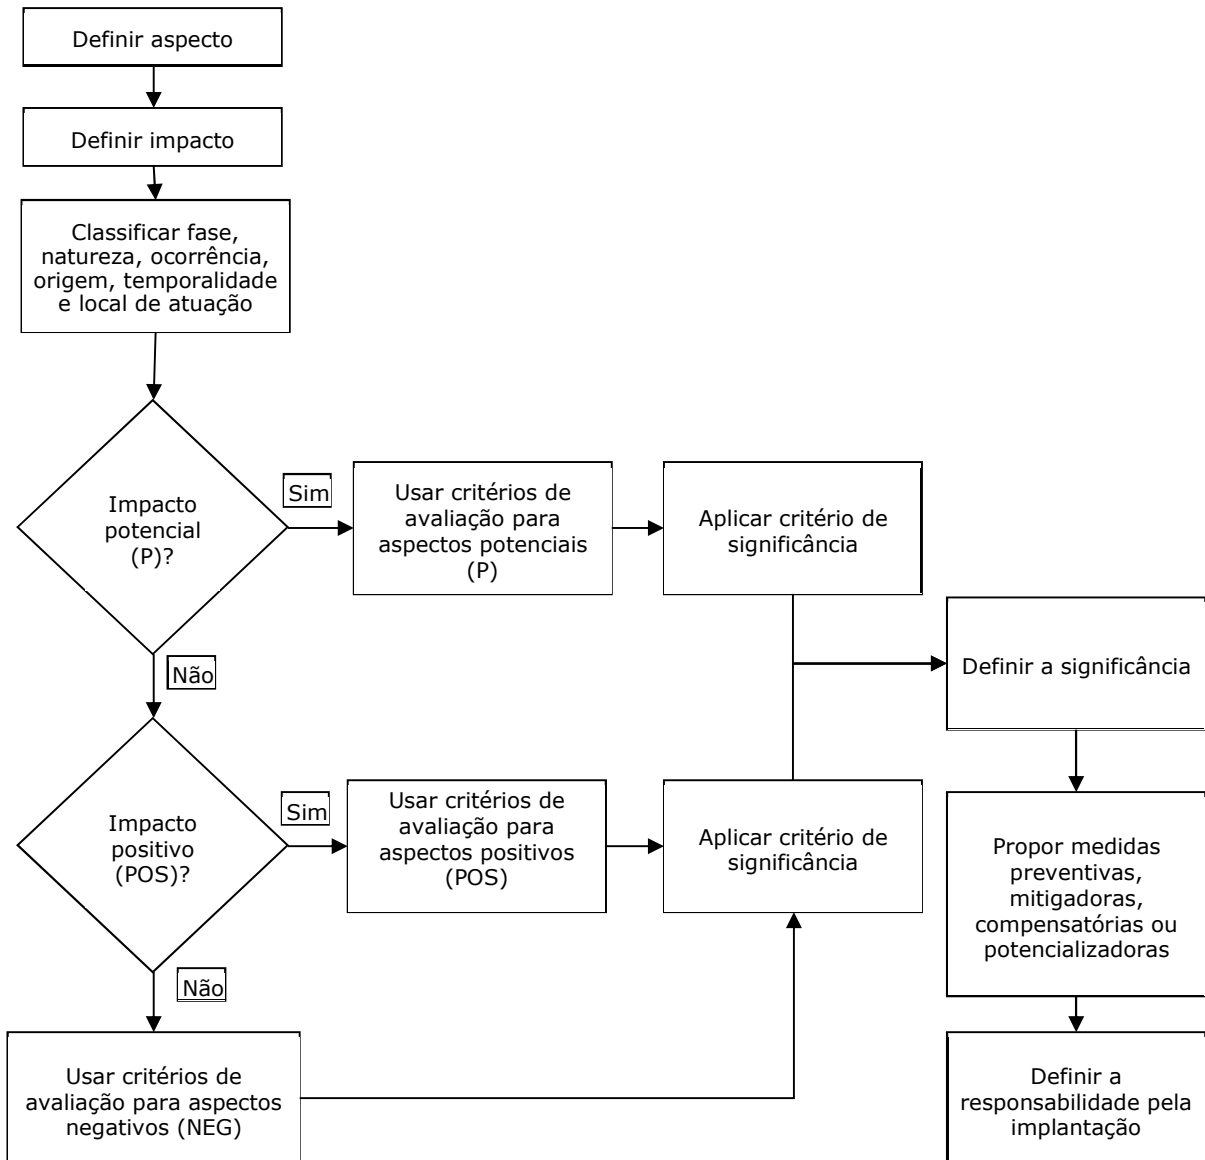 Definir aspecto
Definir impacto
Classificar fase,
natureza, ocorrência,
origem, temporalidade
e local de atuação
Impacto
potencial
(P)?
Sim
Usar critérios de
avaliação para
aspectos potenciais
(P)
Aplicar critério de
significância
Não
Definir a significância
Impacto
positivo
(POS)?
Sim
Usar critérios de
avaliação para
aspectos positivos
(POS)
Aplicar critério de
significância
Propor medidas
preventivas,
mitigadoras,
compensatórias ou
potencializadoras
Não
Usar critérios de
avaliação para aspectos
negativos (NEG)
Definir a
responsabilidade pela
implantação